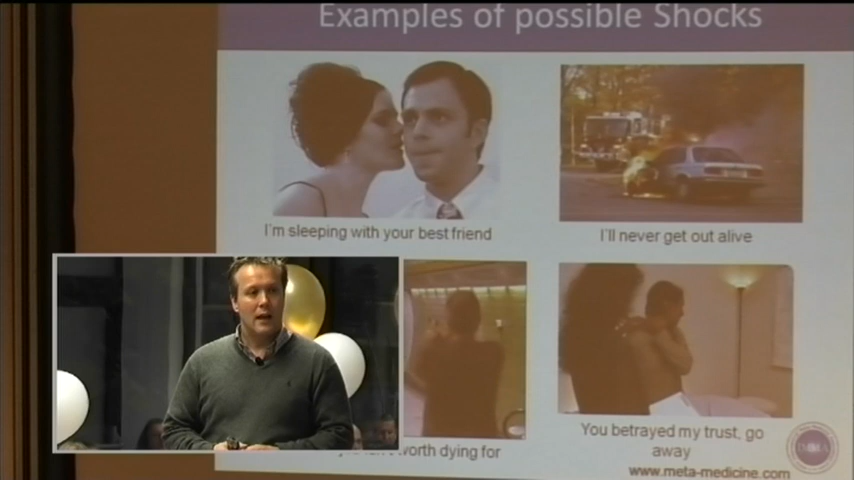 Examples of possible Shocks
I'm sleeping with your best friend
I'll never get out alive
worth dying for
You betrayed my trust, go
away
www.meta-medicine.com